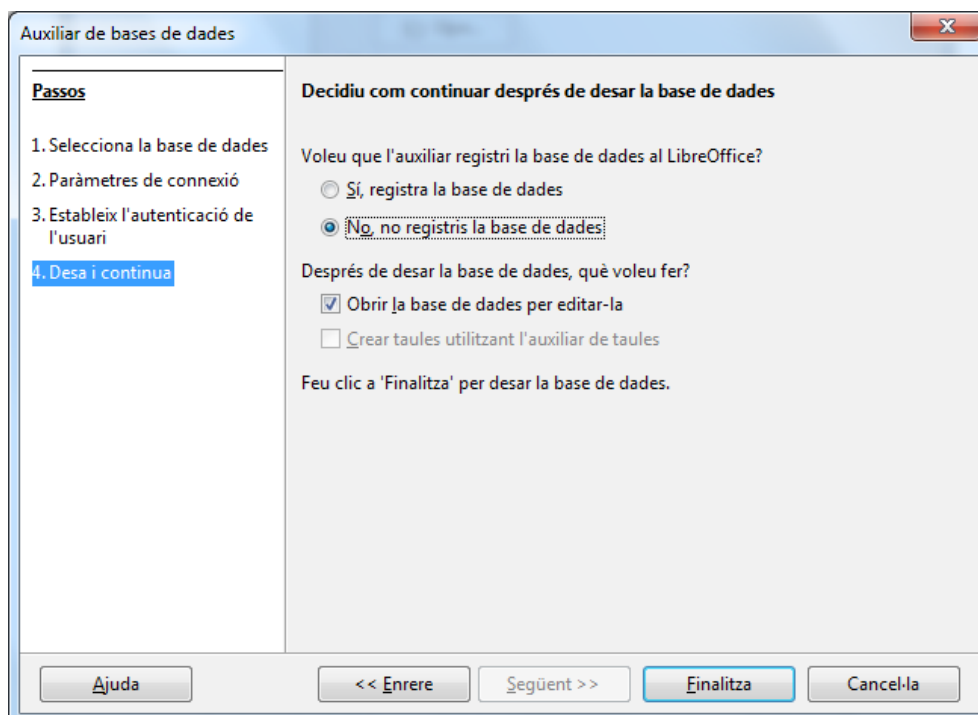 Auxiliar de bases de dades
Passos
1. Selecciona la base de dades
2. Paràmetres de connexió
3. Estableix l'autenticació de
l'usuari
4. Desa i continua
Decidiu com continuar després de desar la base de dades
Voleu que l'auxiliar registri la base de dades al LibreOffice?
Sí, registra la base de dades
No, no registris la base de dades
Després de desar la base de dades, què voleu fer?
Obrir la base de dades per editar-la
Crear taules utilitzant l'auxiliar de taules
Feu clic a 'Finalitza' per desar la base de dades.
Ajuda
<< Enrere
Següent >>
Finalitza
Cancel·la